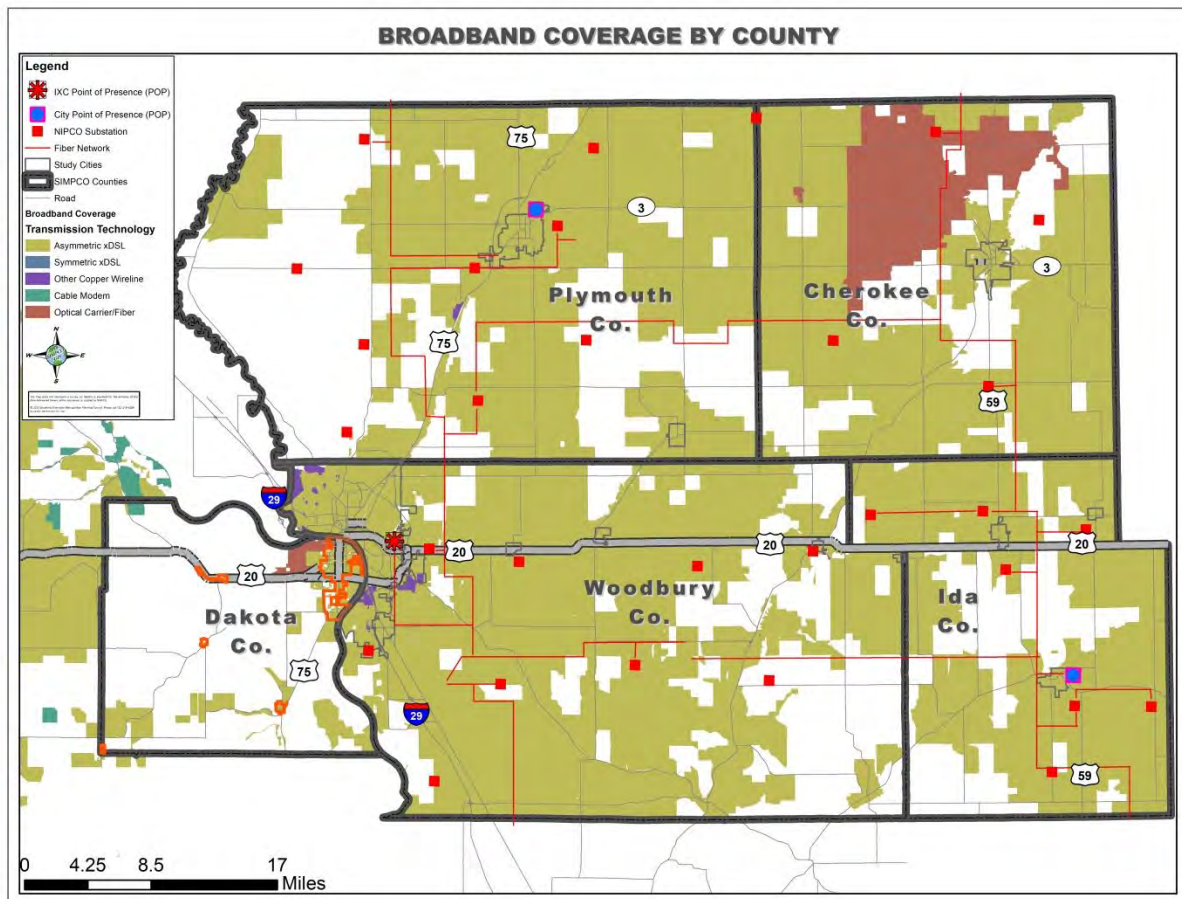 BROADBAND COVERAGE BY COUNTY
Legend
IXC Point of Presence (POP)
City Point of Presence (POP)
NIPCO Substation
Fiber Network
Study Cities
SIMPCO Counties
Road
Broadband Coverage
Transmission Technology
Asymmetric xDSL
Symmetric xDSL
Other Copper Wireline
Cable Modem
Optical Carrier/Fiber
N
W
E
S
75
3
3
Plymouth
Co.
Cherokee
Co.
75
59
29
20
20
20
20
Woodbury
Co.
Ida
Co.
Dakota
Co.
75
29
59
0 4.25 8.5 17
Miles